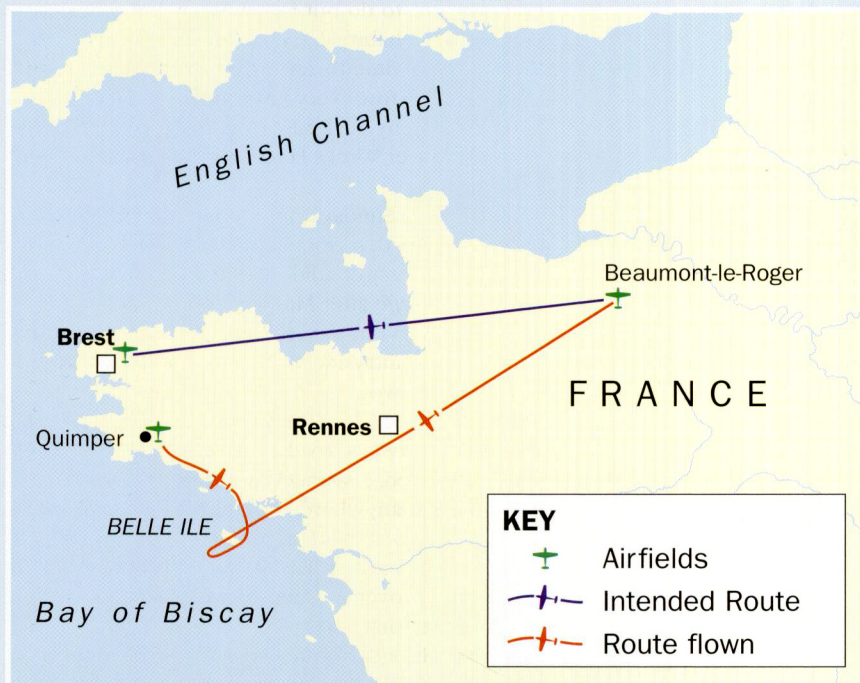 English Channel
Beaumont-le-Roger
Brest
FRANCE
Rennes
Quimper
BELLE ILE
Bay of Biscay
KEY
Airfields
Intended Route
Route flown